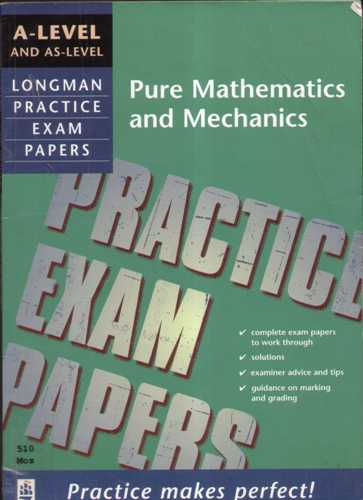 A-LEVEL
AND AS-LEVEL
LONGMAN
PRACTICE
EXAM
PAPERS
Pure Mathematics
and Mechanics
PRACTICE
EXAM
PAPERS
✔ complete exam papers
to work through
✔ solutions
✔ examiner advice and tips
✔ guidance on marking
and grading
510
Mos
Practice makes perfect!